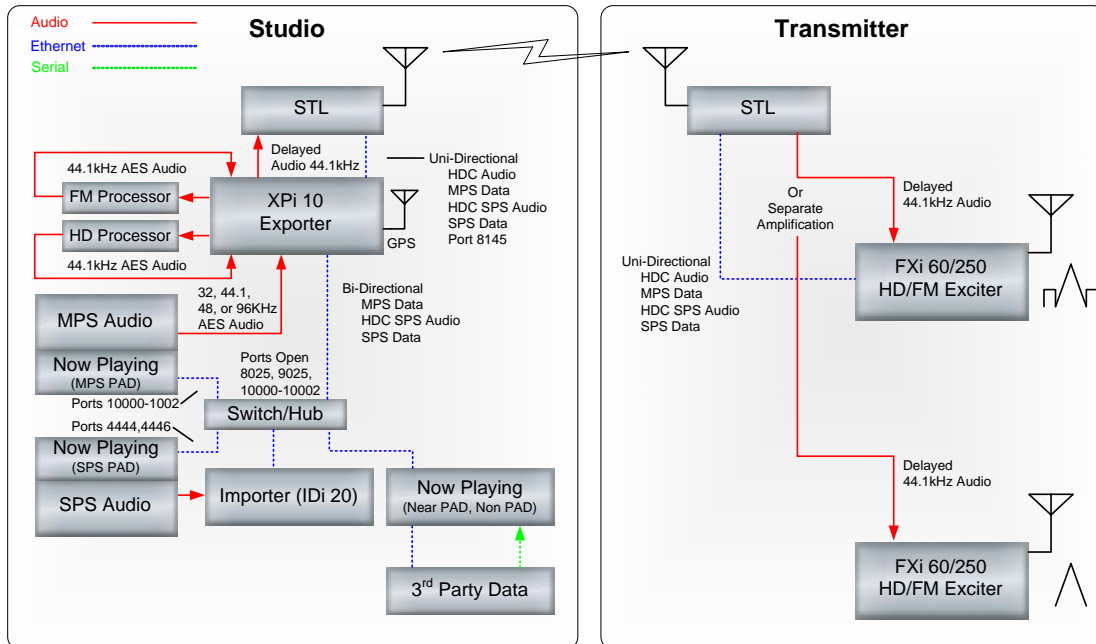 Audio
Ethernet
Serial
Studio
STL
Delayed
Audio 44.1kHz
44.1kHz AES Audio
FM Processor
HD Processor
44.1kHz AES Audio
XPi 10
Exporter
GPS
Uni-Directional
HDC Audio
MPS Data
HDC SPS Audio
SPS Data
Port 8145
32, 44.1,
48, or 96KHz
AES Audio
Bi-Directional
MPS Data
HDC SPS Audio
SPS Data
MPS Audio
Now Playing
(MPS PAD)
Ports 10000-1002
Ports Open
8025, 9025,
10000-10002
Switch/Hub
Ports 4444,4446
Now Playing
(SPS PAD)
SPS Audio
Importer (IDi 20)
Now Playing
(Near PAD, Non PAD)
3rd Party Data
Transmitter
STL
Or
Separate
Amplification
Delayed
44.1kHz Audio
Uni-Directional
HDC Audio
MPS Data
HDC SPS Audio
SPS Data
FXi 60/250
HD/FM Exciter
Delayed
44.1kHz Audio
FXi 60/250
HD/FM Exciter